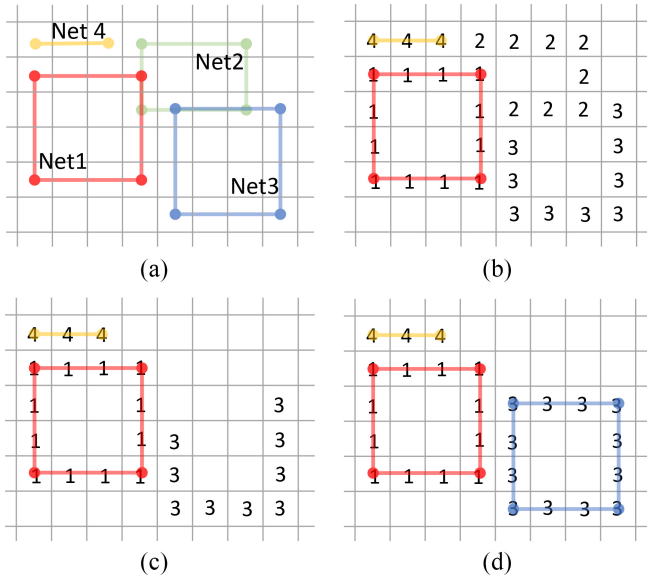 Net 4
Net2
Net1
Net3
(a)
4 4 4 2 2 2 2
1 1 1 1 2
1 1 2 2 2 3
1 1 3 3
1 1 1 1 3 3
3 3 3 3
(b)
4 4 4
1 1 1 1
1 1 3
1 1 3 3
1 1 1 1 3 3
3 3 3 3
(c)
4 4 4
1 1 1 1
1 1 3 3 3 3
1 1 3 3
1 1 1 1 3 3
3 3 3 3
(d)